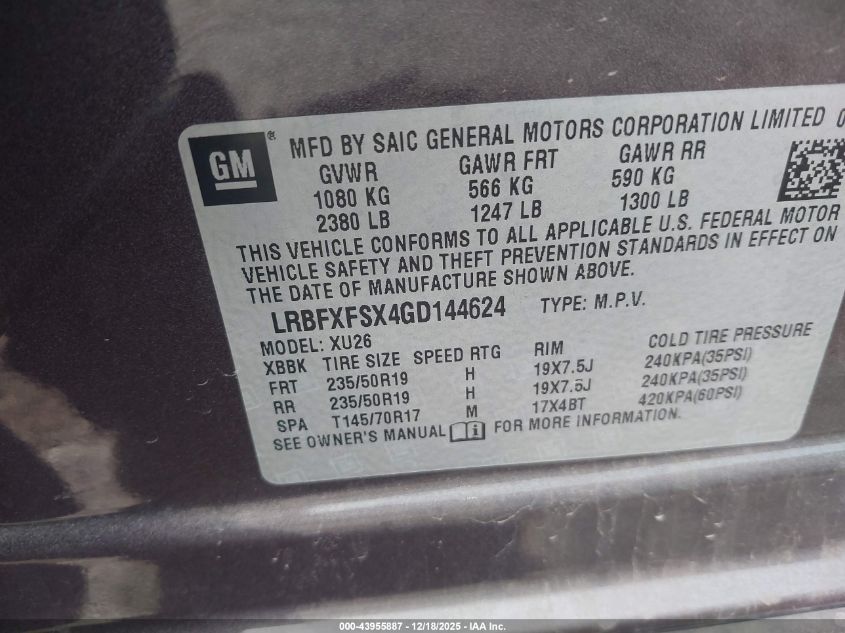 GM ® MFD BY SAIC GENERAL MOTORS CORPORATION LIMITED 0
GVWR GAWR FRT GAWR RR
1080 KG 566 KG 590 KG
2380 LB 1247 LB 1300 LB
THIS VEHICLE CONFORMS TO ALL APPLICABLE U.S. FEDERAL MOTOR
VEHICLE SAFETY AND THEFT PREVENTION STANDARDS IN EFFECT ON
THE DATE OF MANUFACTURE SHOWN ABOVE.
LRBFXFSX4GD144624 TYPE: M.P.V.
MODEL: XU26
XBBK TIRE SIZE SPEED RTG RIM COLD TIRE PRESSURE
FRT 235/50R19 H 19X7.5J 240KPA(35PSI)
RR 235/50R19 H 19X7.5J 240KPA(35PSI)
SPA T145/70R17 M 17X4BT 420KPA(60PSI)
SEE OWNER'S MANUAL FOR MORE INFORMATION.
000-43955887 - 12/18/2025 - IAA Inc.